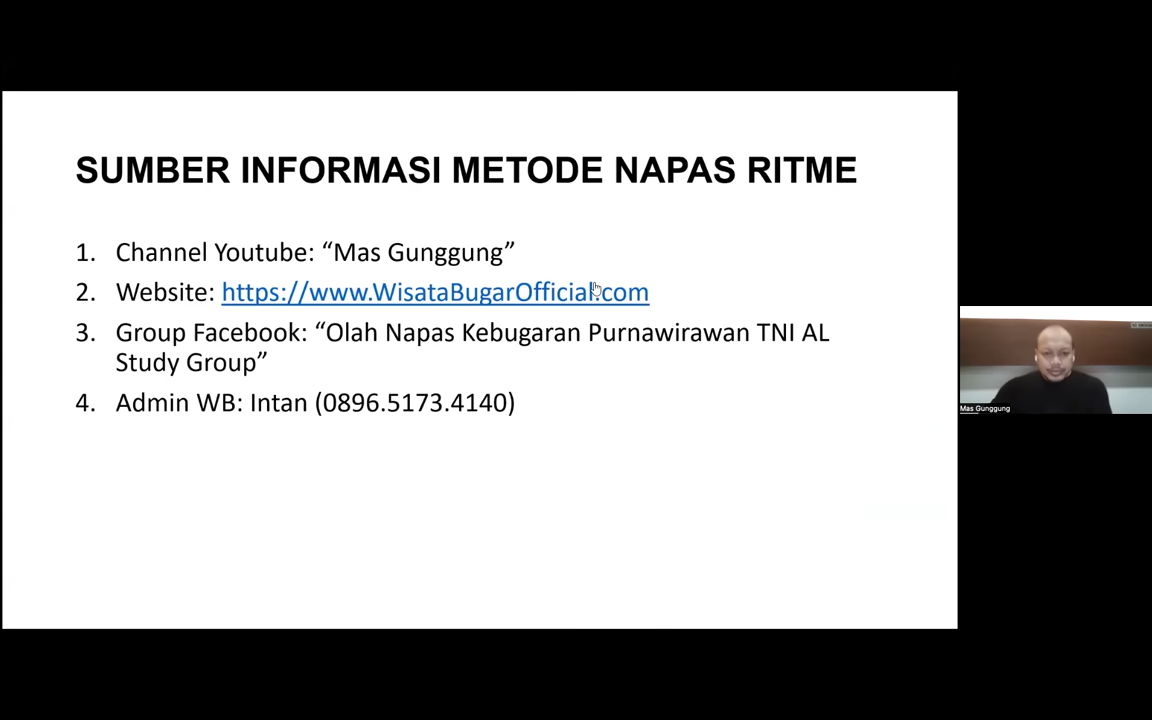 SUMBER INFORMASI METODE NAPAS RITME
1. Channel Youtube: “Mas Gunggung”
2. Website: https://www.WisataBugarOfficial.com
3. Group Facebook: “Olah Napas Kebugaran Purnawirawan TNI AL
Study Group”
4. Admin WB: Intan (0896.5173.4140)
Mas Gunggung